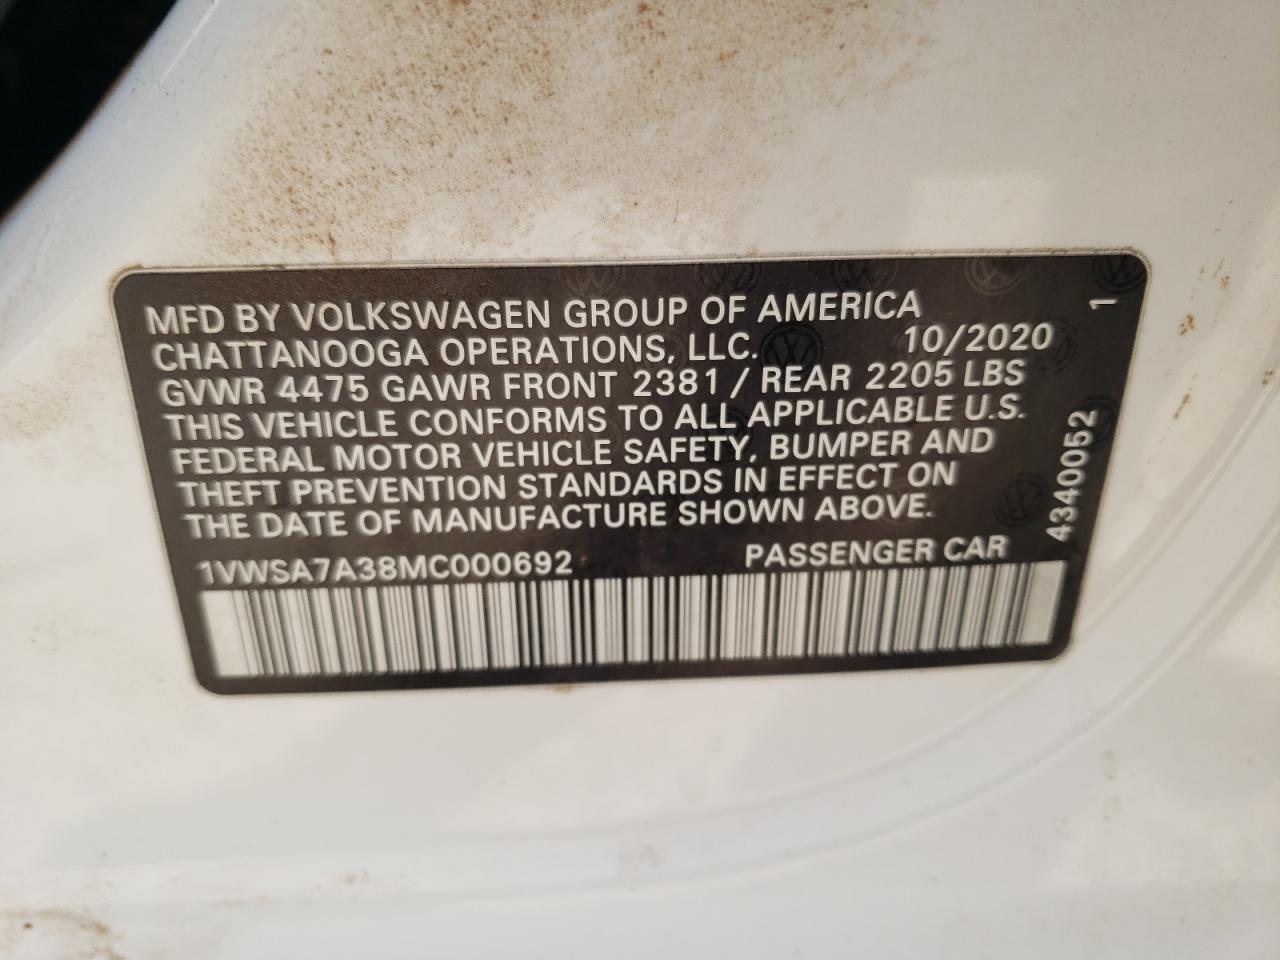 MFD BY VOLKSWAGEN GROUP OF AMERICA
CHATTANOOGA OPERATIONS, LLC. 10/2020
GVWR 4475 GAWR FRONT 2381 / REAR 2205 LBS
THIS VEHICLE CONFORMS TO ALL APPLICABLE U.S.
FEDERAL MOTOR VEHICLE SAFETY, BUMPER AND
THEFT PREVENTION STANDARDS IN EFFECT ON
THE DATE OF MANUFACTURE SHOWN ABOVE.
1VWSA7A38MC000692 PASSENGER CAR
4340052 1